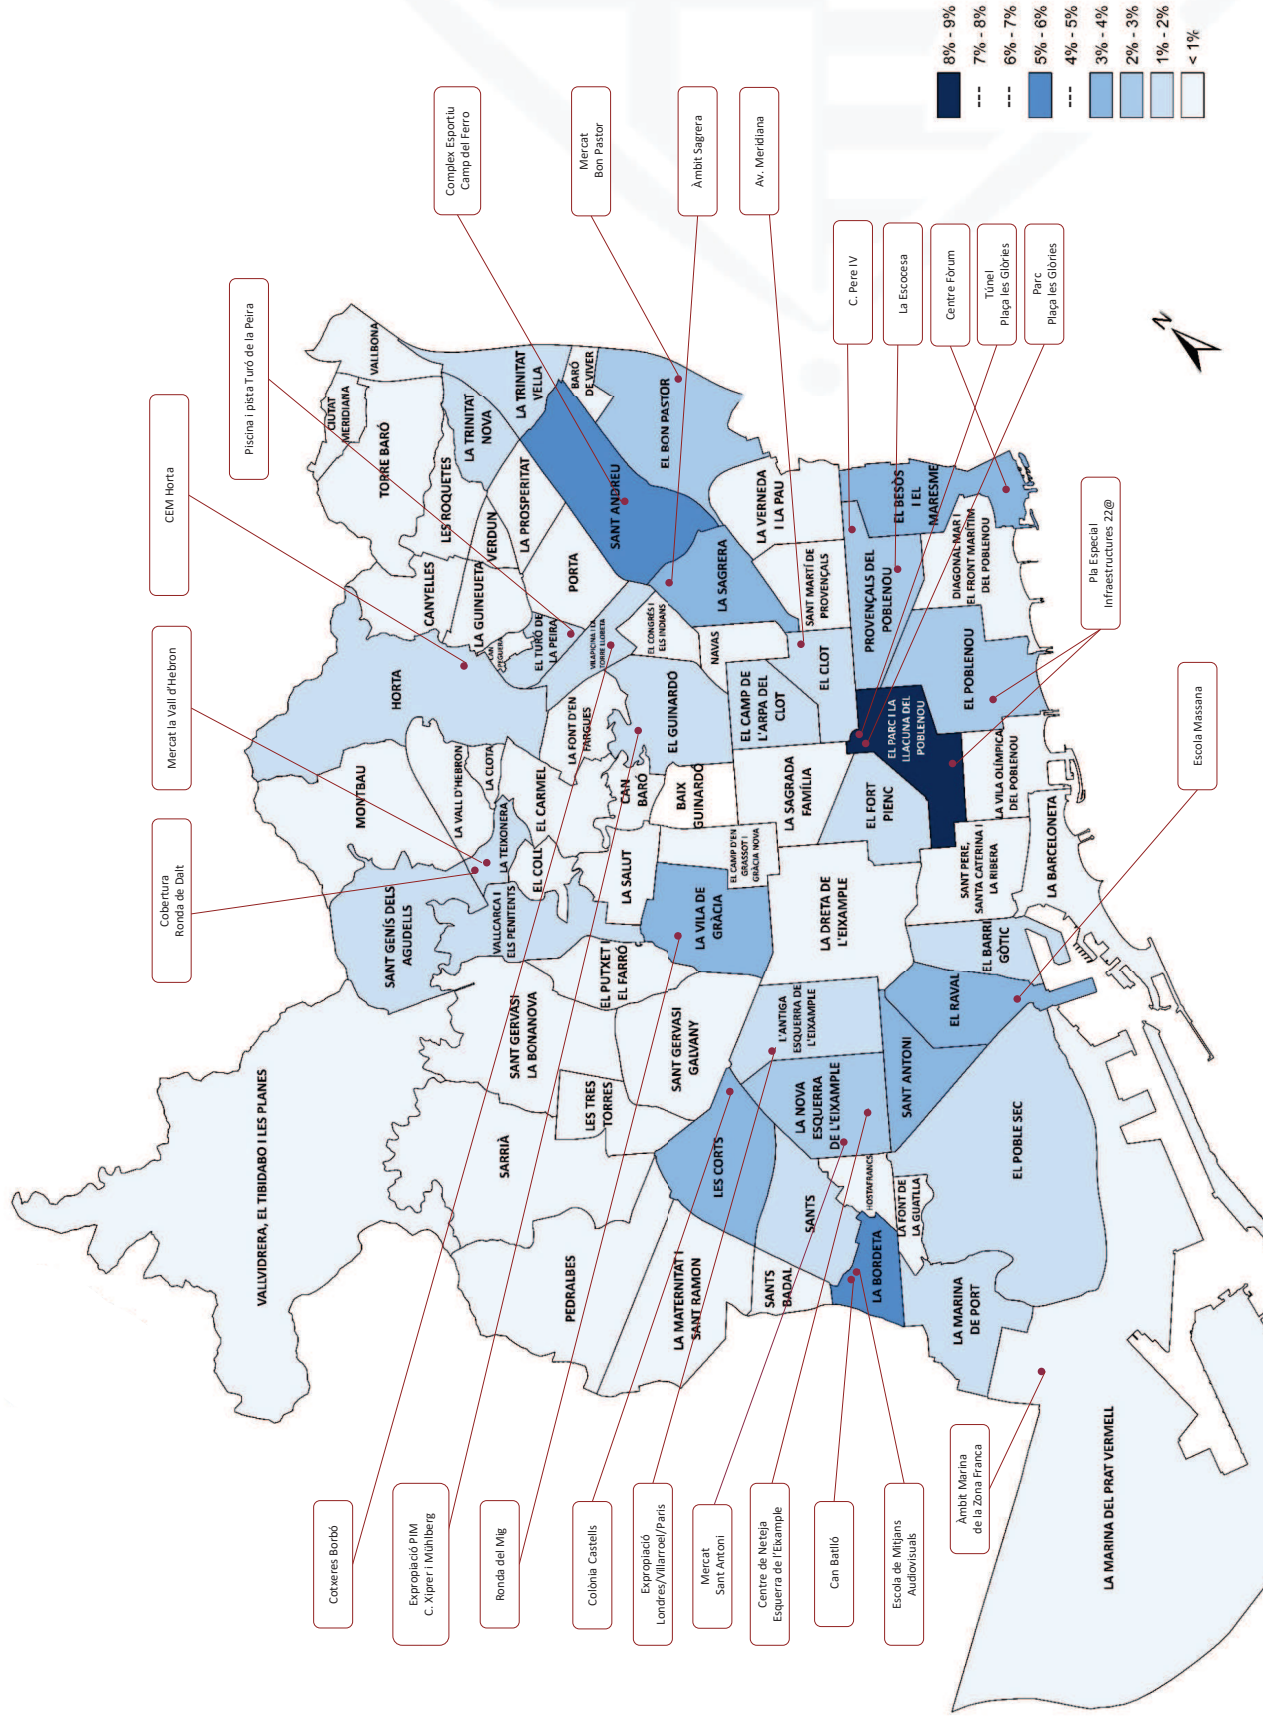 Complex Esportiu
Camp del Ferro
Mercat
Bon Pastor
Àmbit Sagrera
Av. Meridiana
C. Pere IV
La Escocesa
Centre Fòrum
Túnel
Plaça les Glòries
Parc
Plaça les Glòries
Pla Especial
Infraestructures 22@
Escola Massana
Piscina i pista Turó de la Peira
CEM Horta
Mercat la Vall d'Hebron
Cobertura
Ronda de Dalt
Cotxeres Borbó
Expropiació PIM
C. Xiprer i Mühlberg
Ronda del Mig
Colònia Castells
Expropiació
Londres/Villarroel/Paris
Mercat
Sant Antoni
Centre de Neteja
Esquerra de l'Eixample
Can Batlló
Escola de Mitjans
Audiovisuals
Àmbit Marina
de la Zona Franca
8% - 9%
--- 7% - 8%
--- 6% - 7%
5% - 6%
--- 4% - 5%
3% - 4%
2% - 3%
1% - 2%
< 1%
N
VALLBONA
CIUTAT
MERIDIANA
TORRE BARÓ
LA TRINITAT
NOVA
LA TRINITAT
VELLA
BARÓ
DE VIVER
EL BON PASTOR
LES ROQUETES
VERDUN
LA PROSPERITAT
SANT ANDREU
CANYELLES
LA GUINEUETA
PORTA
CAN
PEGUERA
EL TURÓ DE
LA PEIRA
VILAPICINA I LA
TORRE LLOBETA
EL CONGRÉS I
ELS INDIANS
LA SAGRERA
LA VERNEDA
I LA PAU
SANT MARTÍ DE
PROVENÇALS
NAVAS
EL CLOT
EL CAMP DE
L'ARPA DEL
CLOT
PROVENÇALS DEL
POBLENOU
EL BESÒS
I EL
MARESME
DIAGONAL MAR I
EL FRONT MARÍTIM
DEL POBLENOU
EL POBLENOU
EL PARC I LA
LLACUNA DEL
POBLENOU
LA VILA OLÍMPICA
DEL POBLENOU
HORTA
MONTBAU
LA VALL D'HEBRON
LA CLOTA
LA FONT D'EN
FARGUES
EL CARMEL
LA TEIXONERA
EL COLL
CAN
BARÓ
EL GUINARDÓ
BAIX
GUINARDÓ
LA SAGRADA
FAMÍLIA
EL FORT
PIENC
LA SALUT
EL CAMP D'EN
GRASSOT I
GRÀCIA NOVA
LA VILA DE
GRÀCIA
SANT GENÍS DELS
AGUDELLS
VALLCARCA I
ELS PENITENTS
EL PUTXET I
EL FARRÓ
LA DRETA DE
L'EIXAMPLE
SANT PERE,
SANTA CATERINA I
LA RIBERA
LA BARCELONETA
EL BARRI
GÒTIC
EL RAVAL
SANT ANTONI
L'ANTIGA
ESQUERRA DE
L'EIXAMPLE
LA NOVA
ESQUERRA
DE L'EIXAMPLE
SANT GERVASI
LA BONANOVA
SANT GERVASI
GALVANY
LES TRES
TORRES
SARRIÀ
VALLVIDRERA, EL TIBIDABO I LES PLANES
PEDRALBES
LES CORTS
LA MATERNITAT I
SANT RAMON
SANTS
SANTS
BADAL
HOSTAFRANCS
LA BORDETA
LA FONT DE
LA GUATLLA
EL POBLE SEC
LA MARINA
DE PORT
LA MARINA DEL PRAT VERMELL